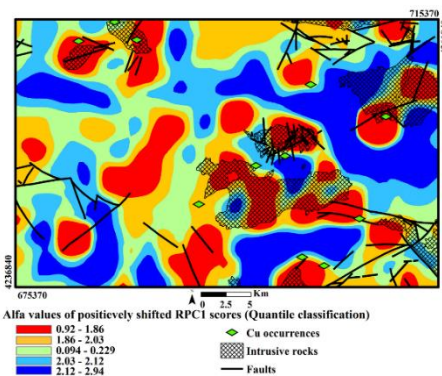 715370
4236840
675370
0 2.5 5
Km
Alfa values of positicvely shifted RPC1 scores (Quantile classification)
0.92 - 1.86
1.86 - 2.03
0.094 - 0.229
2.03 - 2.12
2.12 - 2.94
Cu occurrences
Intrusive rocks
Faults